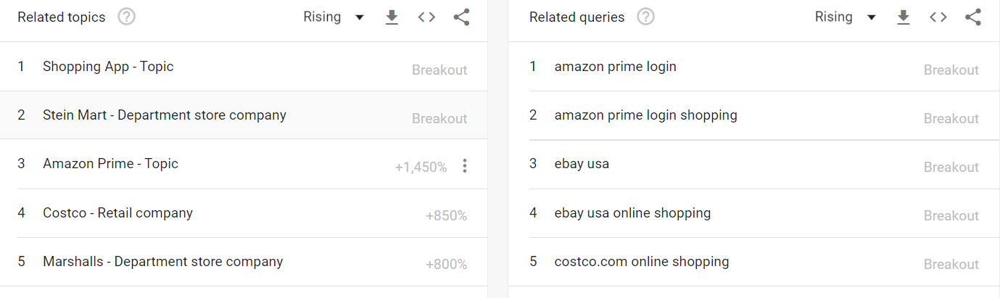 Related topics
Rising
1 Shopping App - Topic Breakout
2 Stein Mart - Department store company Breakout
3 Amazon Prime - Topic +1,450%
4 Costco - Retail company +850%
5 Marshalls - Department store company +800%
Related queries
Rising
1 amazon prime login Breakout
2 amazon prime login shopping Breakout
3 ebay usa Breakout
4 ebay usa online shopping Breakout
5 costco.com online shopping Breakout